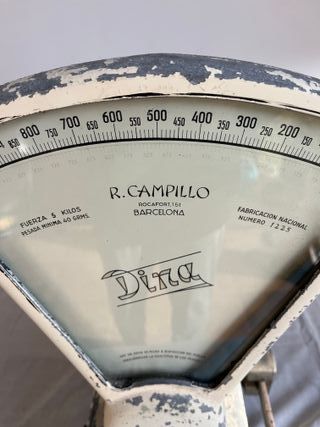 800 750 700 650 600 550 500 450 400 350 300 250 200
R. CAMPILLO
ROCAFORT, 161
BARCELONA
FUERZA 5 KILOS
PESADA MINIMA 40 GRMS.
FABRICACION NACIONAL
NUMERO 1225
Dina